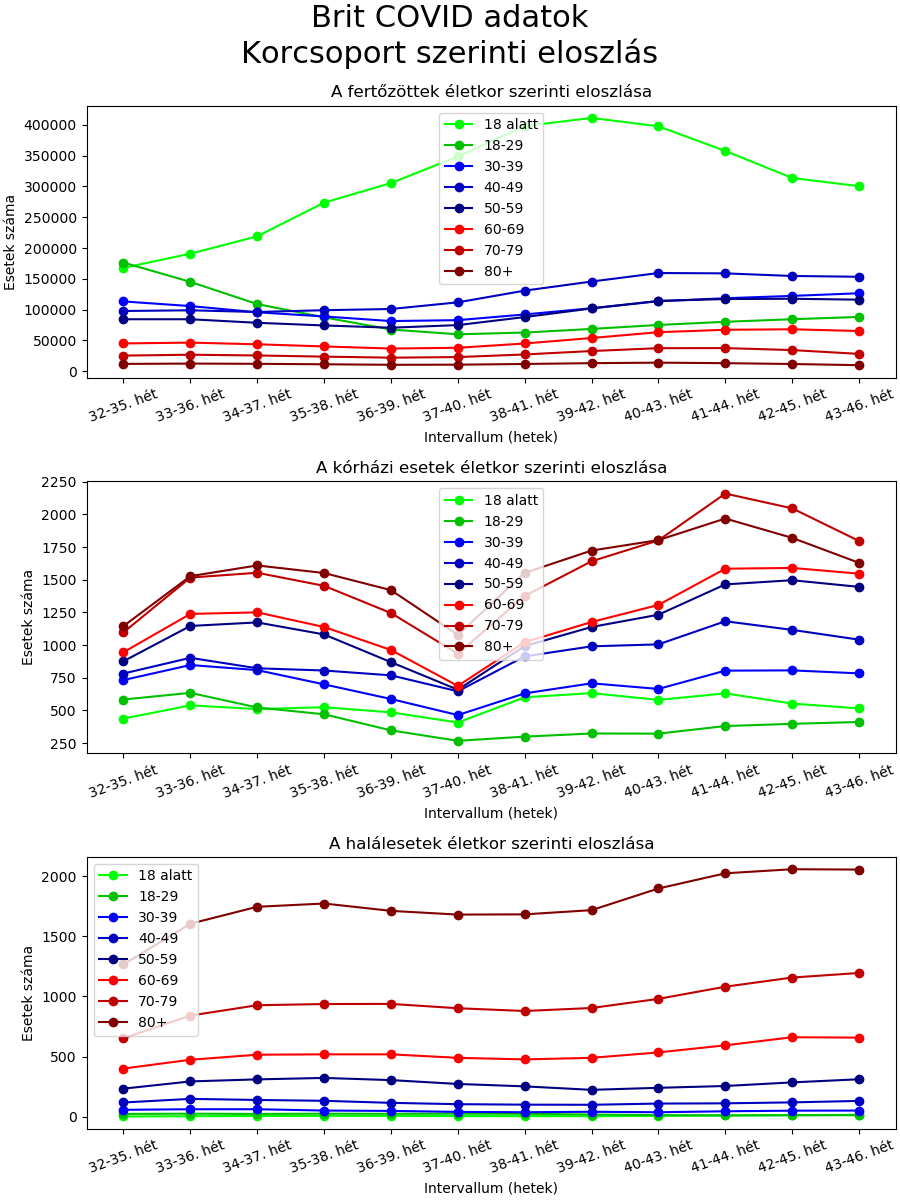 Brit COVID adatok
Korcsoport szerinti eloszlás
A fertőzöttek életkor szerinti eloszlása
Esetek száma
400000
350000
300000
250000
200000
150000
100000
50000
0
18 alatt
18-29
30-39
40-49
50-59
60-69
70-79
80+
32-35. hét
33-36. hét
34-37. hét
35-38. hét
36-39. hét
37-40. hét
38-41. hét
39-42. hét
40-43. hét
41-44. hét
42-45. hét
43-46. hét
Intervallum (hetek)
A kórházi esetek életkor szerinti eloszlása
Esetek száma
2250
2000
1750
1500
1250
1000
750
500
250
18 alatt
18-29
30-39
40-49
50-59
60-69
70-79
80+
32-35. hét
33-36. hét
34-37. hét
35-38. hét
36-39. hét
37-40. hét
38-41. hét
39-42. hét
40-43. hét
41-44. hét
42-45. hét
43-46. hét
Intervallum (hetek)
A halálesetek életkor szerinti eloszlása
Esetek száma
2000
1500
1000
500
0
18 alatt
18-29
30-39
40-49
50-59
60-69
70-79
80+
32-35. hét
33-36. hét
34-37. hét
35-38. hét
36-39. hét
37-40. hét
38-41. hét
39-42. hét
40-43. hét
41-44. hét
42-45. hét
43-46. hét
Intervallum (hetek)